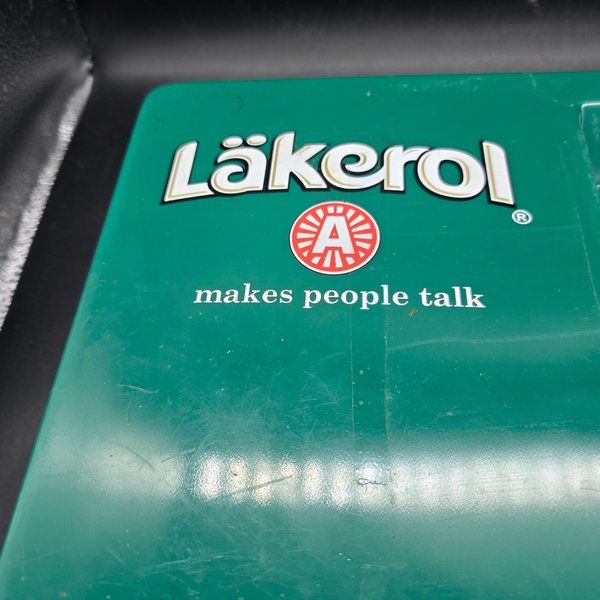 Läkerol
®
A
makes people talk